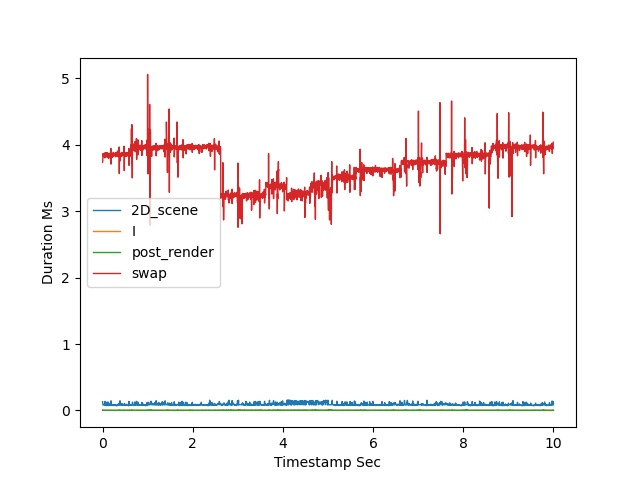 5
4
3
2
1
0
Duration Ms
2D_scene
I
post_render
swap
0 2 4 6 8 10
Timestamp Sec